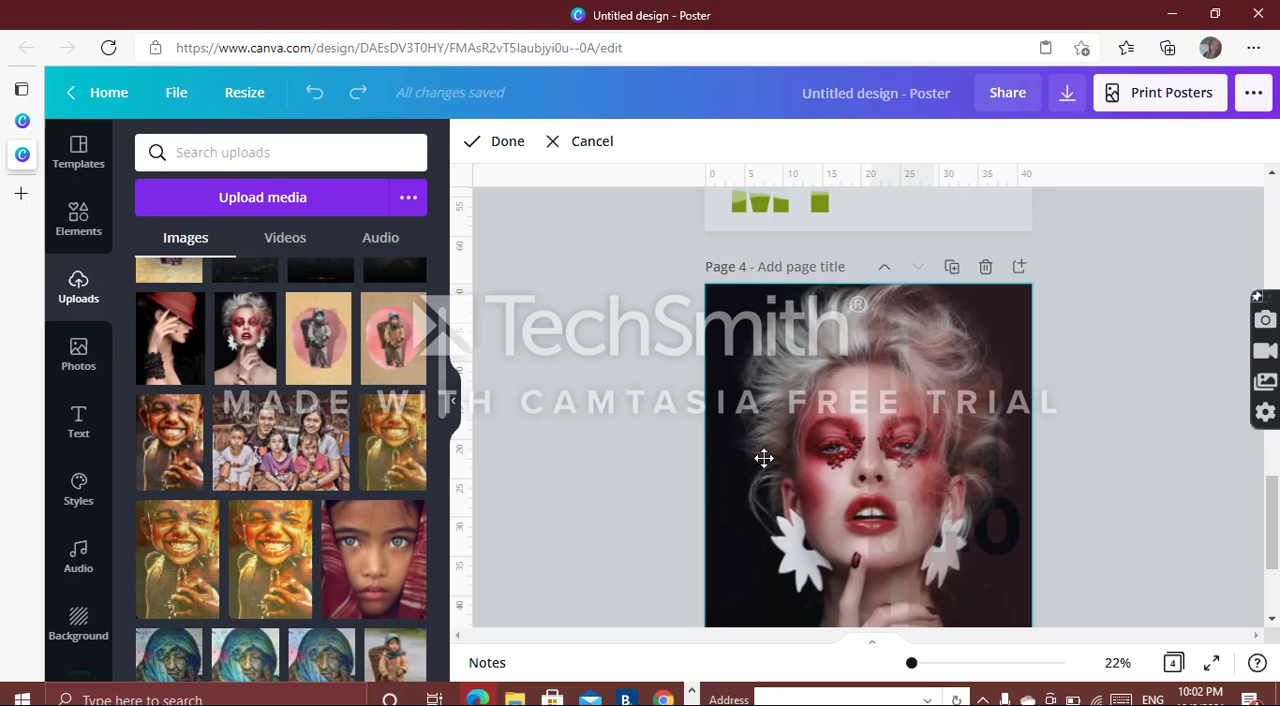 Untitled design - Poster
https://www.canva.com/design/DAEsDV3T0HY/FMAsR2vT5Iaubjyi0u--0A/edit
Home File Resize All changes saved Untitled design - Poster Share Print Posters
Templates
Elements
Uploads
Photos
Text
Styles
Audio
Background
Search uploads
Upload media
Images Videos Audio
Done Cancel
0 5 10 15 20 25 30 35 40
Page 4 - Add page title
TechSmith®
MADE WITH CAMTASIA FREE TRIAL
Notes 22% 4
Type here to search
Address
ENG
10:02 PM